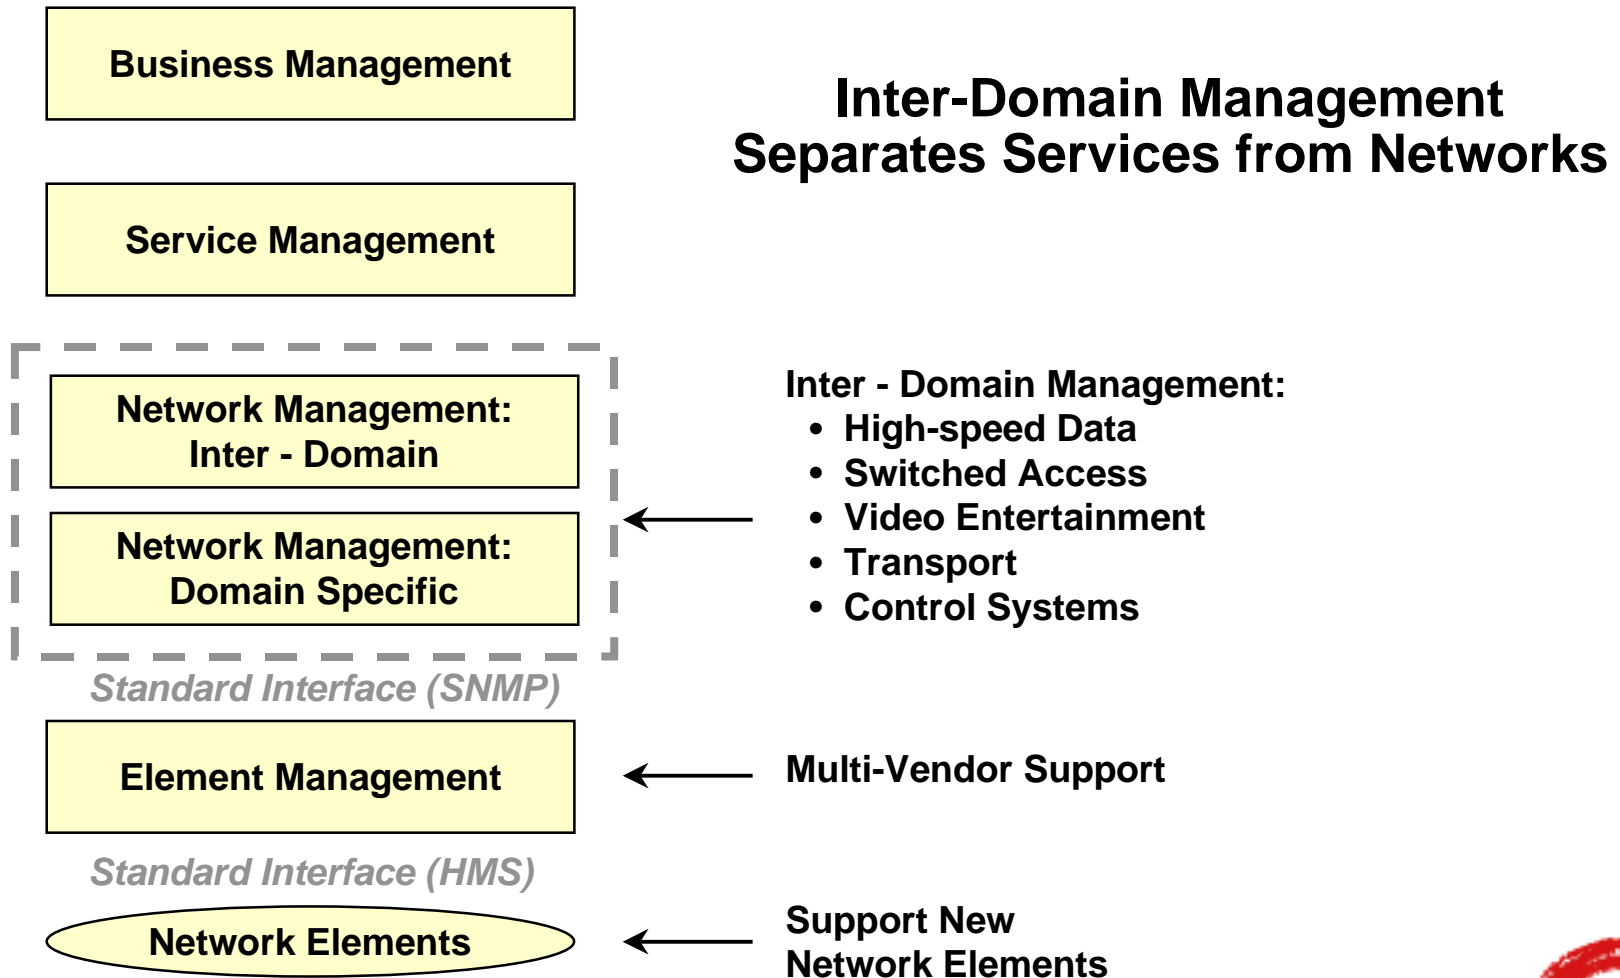 Business Management
Inter-Domain Management
Separates Services from Networks
Service Management
Network Management:
Inter - Domain
Network Management:
Domain Specific
Inter - Domain Management:
• High-speed Data
• Switched Access
• Video Entertainment
• Transport
• Control Systems
Standard Interface (SNMP)
Element Management
Multi-Vendor Support
Standard Interface (HMS)
Network Elements
Support New
Network Elements